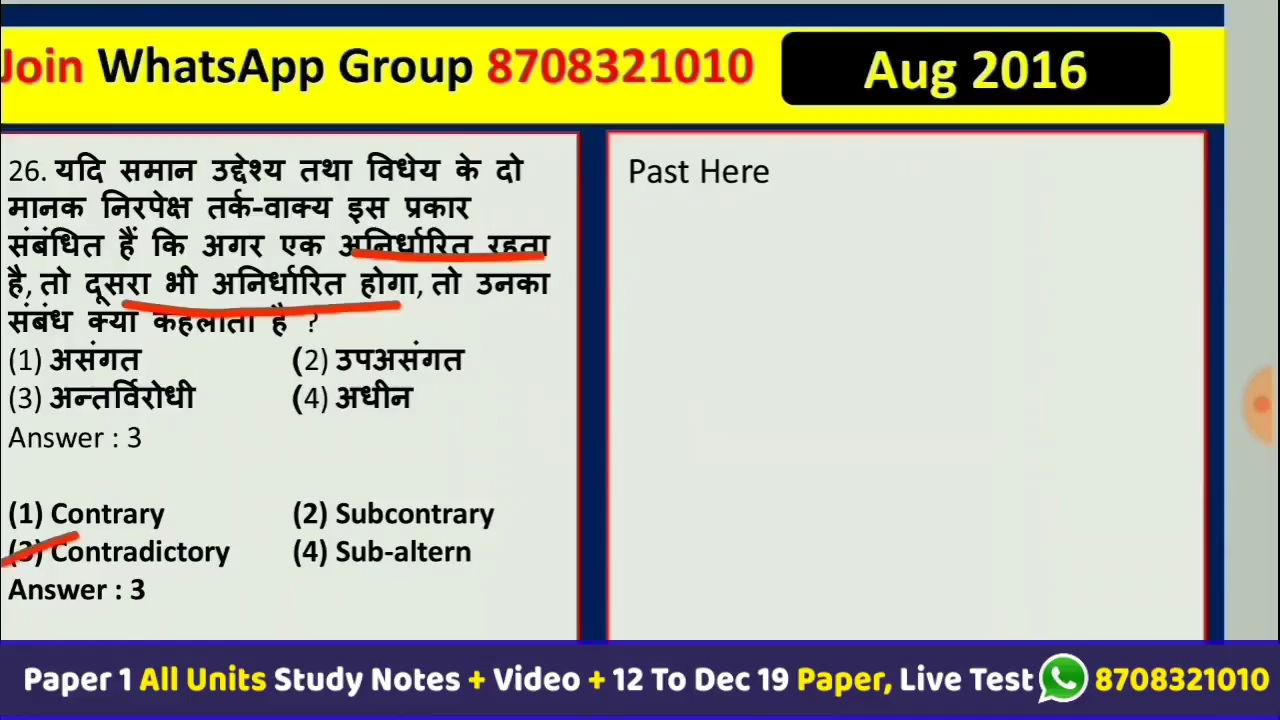 Join WhatsApp Group 8708321010
Aug 2016
26. यदि समान उद्देश्य तथा विधेय के दो
मानक निरपेक्ष तर्क-वाक्य इस प्रकार
संबंधित हैं कि अगर एक अनिर्धारित रहता
है, तो दूसरा भी अनिर्धारित होगा, तो उनका
संबंध क्या कहलाता है ?
(1) असंगत (2) उपअसंगत
(3) अन्तर्विरोधी (4) अधीन
Answer : 3
(1) Contrary (2) Subcontrary
(3) Contradictory (4) Sub-altern
Answer : 3
Past Here
Paper 1 All Units Study Notes + Video + 12 To Dec 19 Paper, Live Test 8708321010